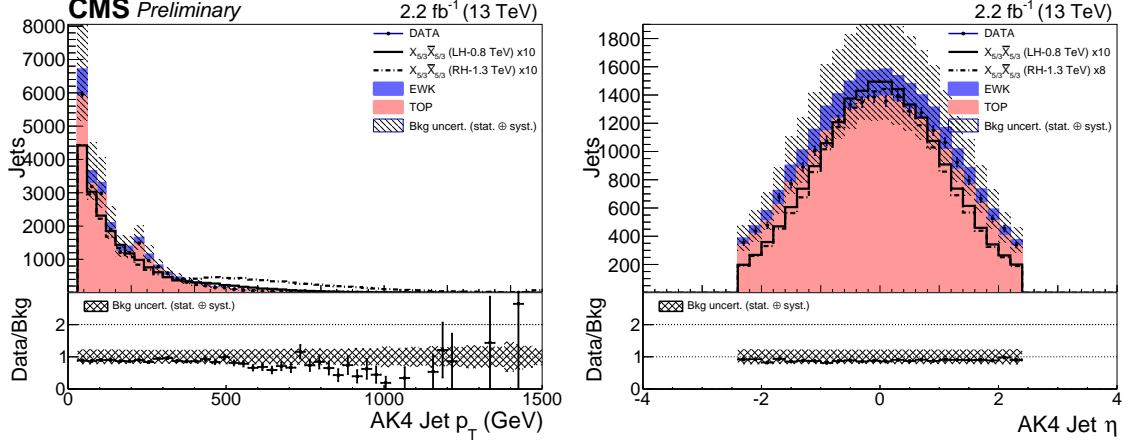 CMS Preliminary 2.2 fb⁻¹ (13 TeV)
8000
7000
6000
5000
4000
3000
2000
1000
Jets
DATA
X₅/₃X̅₅/₃ (LH-0.8 TeV) x10
X₅/₃X̅₅/₃ (RH-1.3 TeV) x10
EWK
TOP
Bkg uncert. (stat. ⊕ syst.)
Data/Bkg
Bkg uncert. (stat. ⊕ syst.)
2
1
0
0 500 1000 1500
AK4 Jet p_T (GeV)
2.2 fb⁻¹ (13 TeV)
1800
1600
1400
1200
1000
800
600
400
200
Jets
DATA
X₅/₃X̅₅/₃ (LH-0.8 TeV) x10
X₅/₃X̅₅/₃ (RH-1.3 TeV) x8
EWK
TOP
Bkg uncert. (stat. ⊕ syst.)
Data/Bkg
Bkg uncert. (stat. ⊕ syst.)
2
1
0
−4 −2 0 2 4
AK4 Jet η